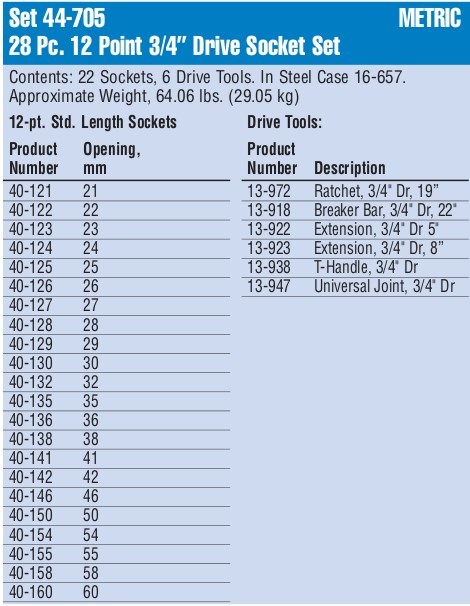 Set 44-705 METRIC
28 Pc. 12 Point 3/4″ Drive Socket Set
Contents: 22 Sockets, 6 Drive Tools. In Steel Case 16-657.
Approximate Weight, 64.06 lbs. (29.05 kg)
12-pt. Std. Length Sockets
Product Opening,
Number mm
40-121 21
40-122 22
40-123 23
40-124 24
40-125 25
40-126 26
40-127 27
40-128 28
40-129 29
40-130 30
40-132 32
40-135 35
40-136 36
40-138 38
40-141 41
40-142 42
40-146 46
40-150 50
40-154 54
40-155 55
40-158 58
40-160 60
Drive Tools:
Product
Number Description
13-972 Ratchet, 3/4" Dr, 19”
13-918 Breaker Bar, 3/4" Dr, 22"
13-922 Extension, 3/4" Dr 5"
13-923 Extension, 3/4" Dr, 8”
13-938 T-Handle, 3/4" Dr
13-947 Universal Joint, 3/4" Dr